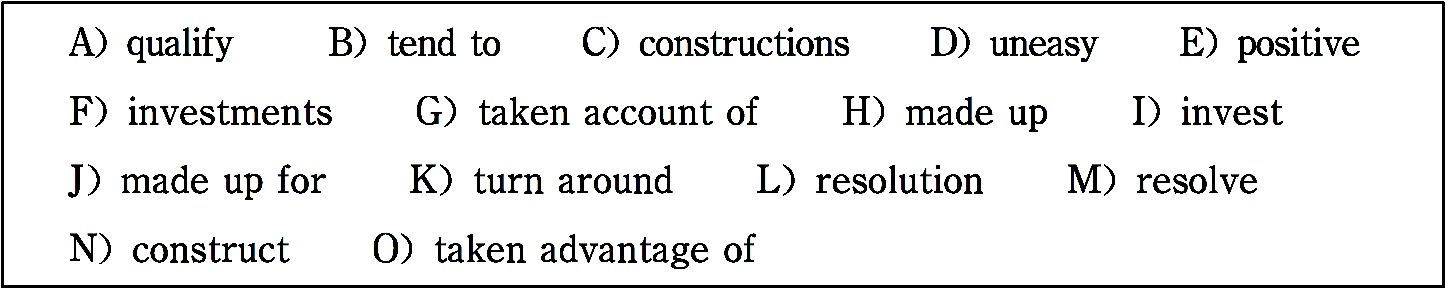 A) qualify B) tend to C) constructions D) uneasy E) positive
F) investments G) taken account of H) made up I) invest
J) made up for K) turn around L) resolution M) resolve
N) construct O) taken advantage of